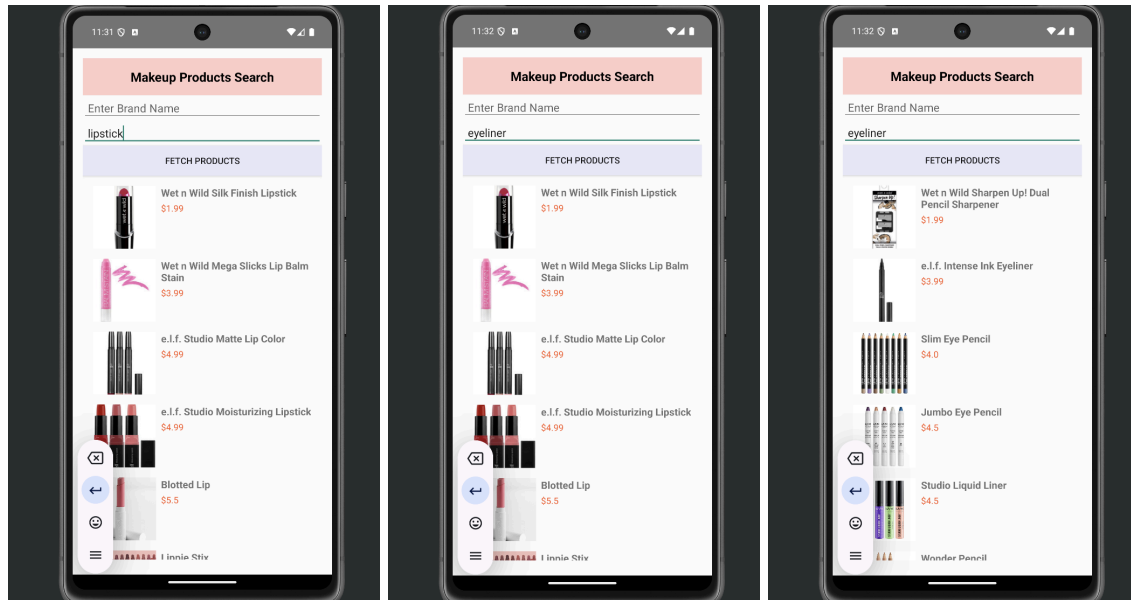 11:31
Makeup Products Search
Enter Brand Name
lipstick
FETCH PRODUCTS
Wet n Wild Silk Finish Lipstick
$1.99
Wet n Wild Mega Slicks Lip Balm
Stain
$3.99
e.l.f. Studio Matte Lip Color
$4.99
e.l.f. Studio Moisturizing Lipstick
$4.99
Blotted Lip
$5.5
Lippie Stix
11:32
Makeup Products Search
Enter Brand Name
eyeliner
FETCH PRODUCTS
Wet n Wild Silk Finish Lipstick
$1.99
Wet n Wild Mega Slicks Lip Balm
Stain
$3.99
e.l.f. Studio Matte Lip Color
$4.99
e.l.f. Studio Moisturizing Lipstick
$4.99
Blotted Lip
$5.5
Lippie Stix
11:32
Makeup Products Search
Enter Brand Name
eyeliner
FETCH PRODUCTS
Wet n Wild Sharpen Up! Dual
Pencil Sharpener
$1.99
e.l.f. Intense Ink Eyeliner
$3.99
Slim Eye Pencil
$4.0
Jumbo Eye Pencil
$4.5
Studio Liquid Liner
$4.5
Wonder Pencil